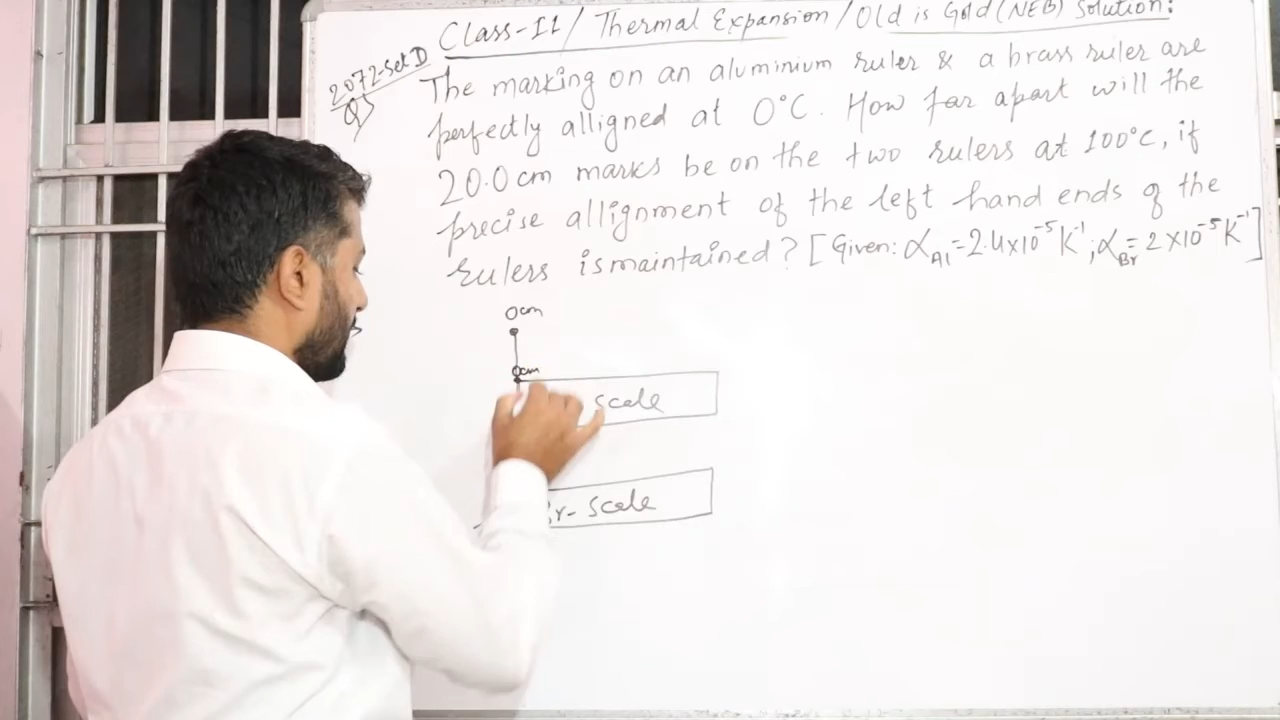 Class-11/ Thermal Expansion/Old is Gold(NEB) Solution:
2072-Set D
Q
The marking on an aluminium ruler & a brass ruler are
perfectly alligned at 0°C. How far apart will the
20.0 cm marks be on the two rulers at 100°C, if
precise allignment of the left hand ends of the
rulers is maintained? [Given: αAl=2.4×10⁻⁵K⁻¹, αBr=2×10⁻⁵K⁻¹]
0cm
0cm
scale
Br- Scale